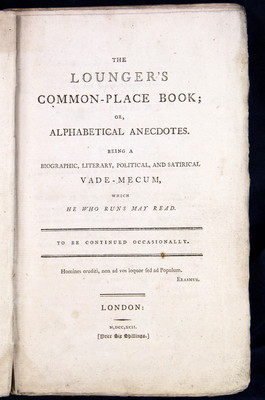 THE
LOUNGER'S
COMMON-PLACE BOOK;
OR,
ALPHABETICAL ANECDOTES.
BEING A
BIOGRAPHIC, LITERARY, POLITICAL, AND SATIRICAL
VADE-MECUM,
WHICH
HE WHO RUNS MAY READ.
TO BE CONTINUED OCCASIONALLY.
Homines eruditi, non ad vos loquor sed ad Populum.
ERASMUS.
LONDON:
M,DCC,XCII.
[Price Six Shillings.]